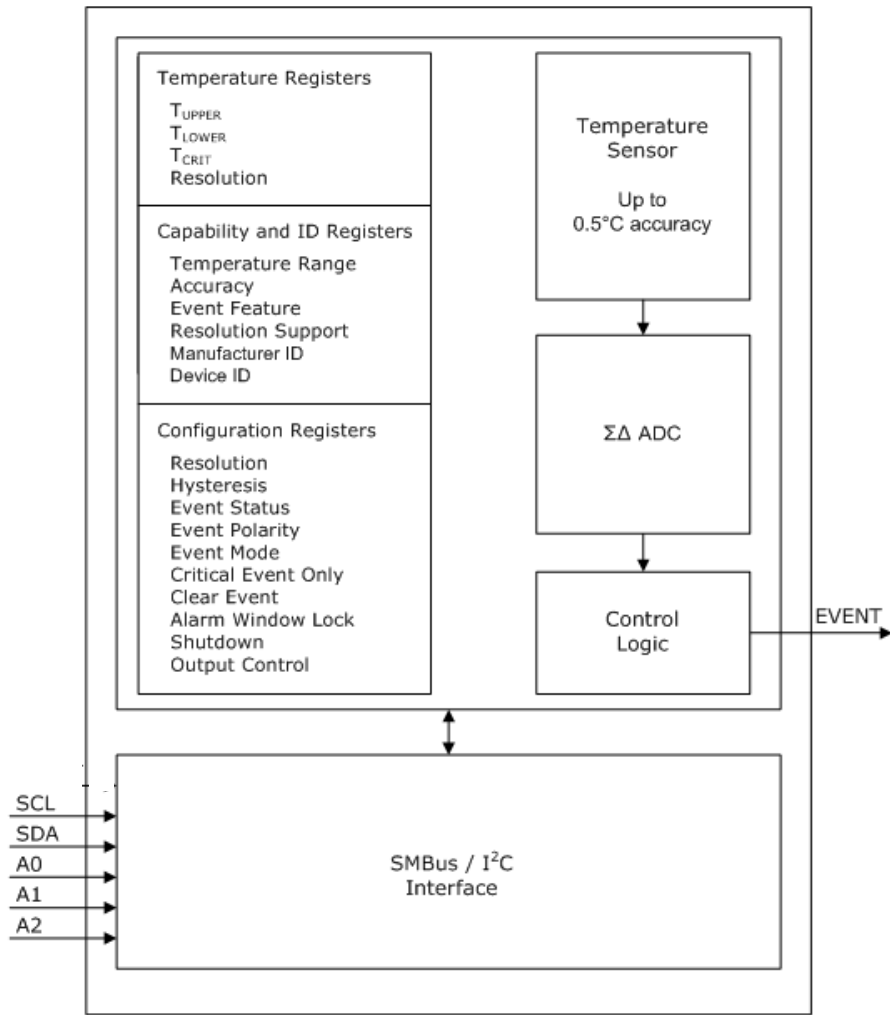 Temperature Registers
T_UPPER
T_LOWER
T_CRIT
Resolution
Capability and ID Registers
Temperature Range
Accuracy
Event Feature
Resolution Support
Manufacturer ID
Device ID
Configuration Registers
Resolution
Hysteresis
Event Status
Event Polarity
Event Mode
Critical Event Only
Clear Event
Alarm Window Lock
Shutdown
Output Control
Temperature
Sensor
Up to
0.5°C accuracy
ΣΔ ADC
Control
Logic
EVENT
SCL
SDA
A0
A1
A2
SMBus / I²C
Interface